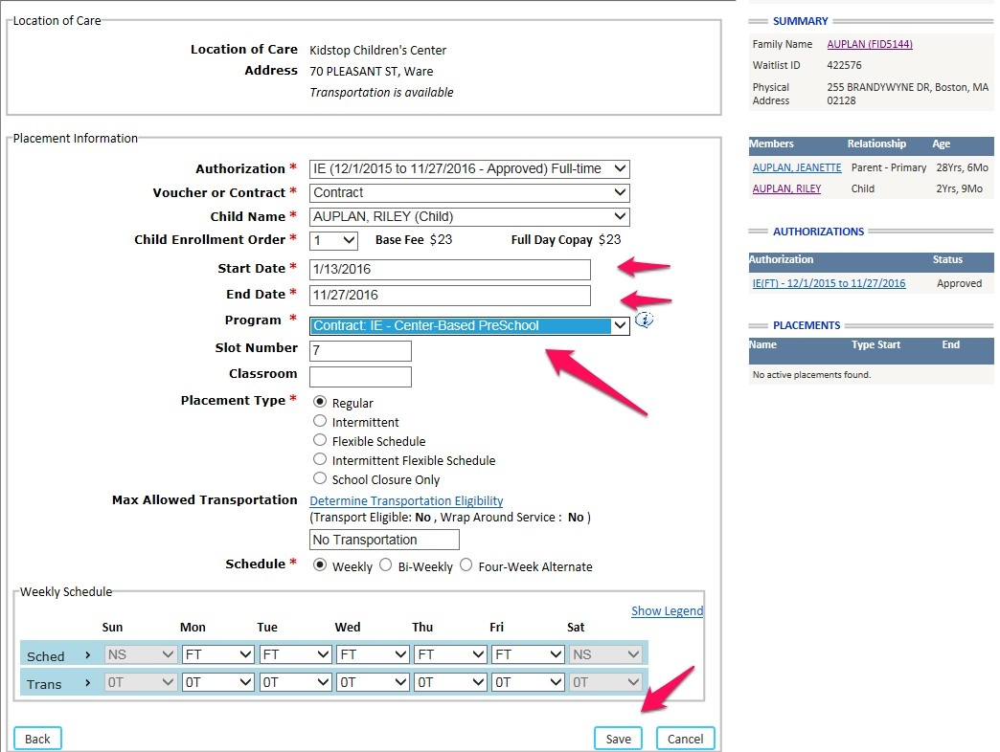 Location of Care
Location of Care Kidstop Children's Center
Address 70 PLEASANT ST, Ware
Transportation is available
Placement Information
Authorization * IE (12/1/2015 to 11/27/2016 - Approved) Full-time
Voucher or Contract * Contract
Child Name * AUPLAN, RILEY (Child)
Child Enrollment Order * 1 Base Fee $23 Full Day Copay $23
Start Date * 1/13/2016
End Date * 11/27/2016
Program * Contract: IE - Center-Based PreSchool
Slot Number 7
Classroom
Placement Type * Regular
Intermittent
Flexible Schedule
Intermittent Flexible Schedule
School Closure Only
Max Allowed Transportation Determine Transportation Eligibility
(Transport Eligible: No , Wrap Around Service : No )
No Transportation
Schedule * Weekly Bi-Weekly Four-Week Alternate
Weekly Schedule
Show Legend
Sun Mon Tue Wed Thu Fri Sat
Sched > NS FT FT FT FT FT NS
Trans > 0T 0T 0T 0T 0T 0T 0T
Back Save Cancel
SUMMARY
Family Name AUPLAN (FID5144)
Waitlist ID 422576
Physical Address 255 BRANDYWYNE DR, Boston, MA
02128
Members Relationship Age
AUPLAN, JEANETTE Parent - Primary 28Yrs, 6Mo
AUPLAN, RILEY Child 2Yrs, 9Mo
AUTHORIZATIONS
Authorization Status
IE(FT) - 12/1/2015 to 11/27/2016 Approved
PLACEMENTS
Name Type Start End
No active placements found.